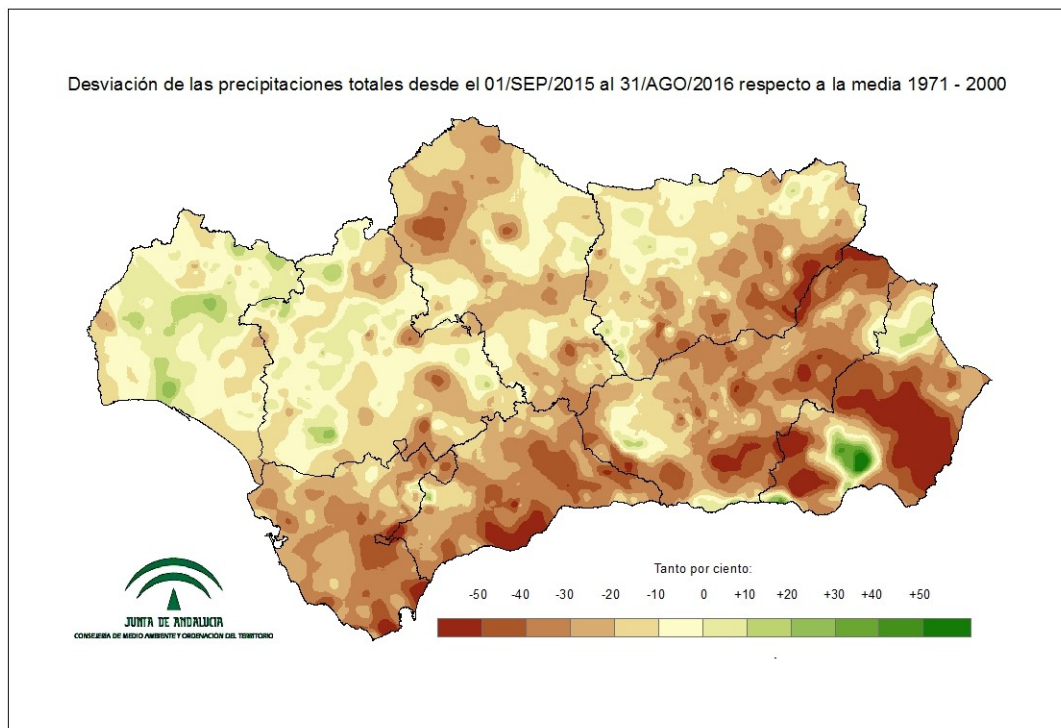 Desviación de las precipitaciones totales desde el 01/SEP/2015 al 31/AGO/2016 respecto a la media 1971 - 2000
Tanto por ciento:
-50 -40 -30 -20 -10 0 +10 +20 +30 +40 +50
JUNTA DE ANDALUCIA
CONSEJERÍA DE MEDIO AMBIENTE Y ORDENACIÓN DEL TERRITORIO